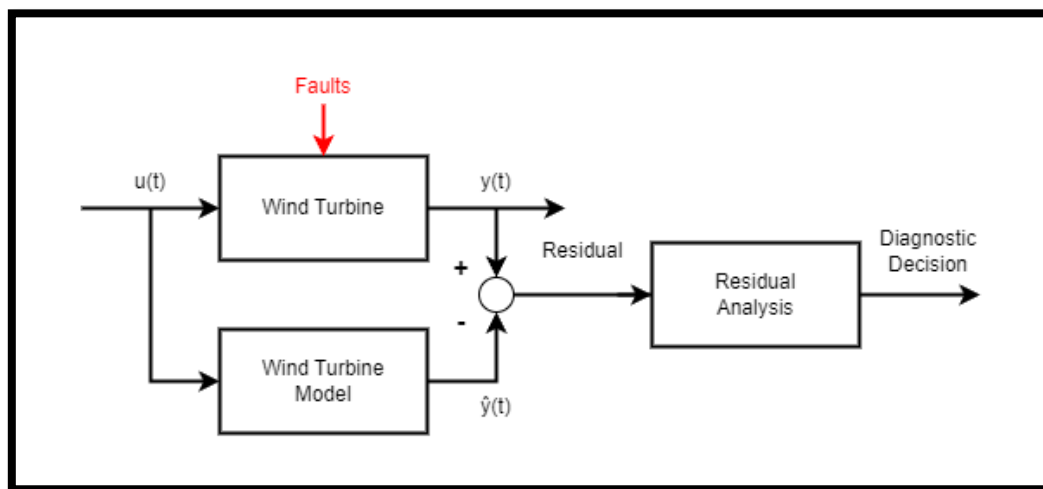 Faults
u(t)
Wind Turbine
y(t)
+
Residual
-
Residual
Analysis
Diagnostic
Decision
Wind Turbine
Model
ŷ(t)